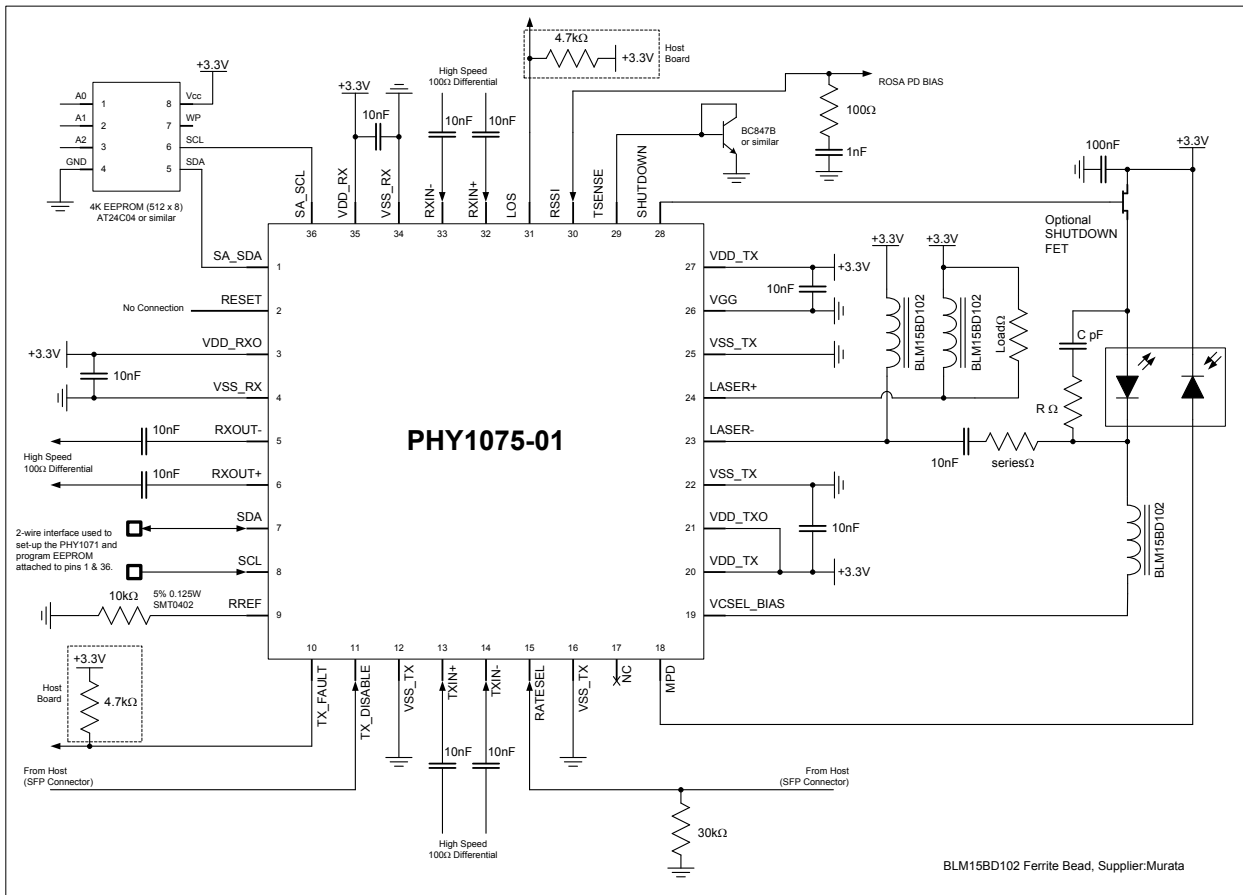 4.7kΩ
+3.3V
Host
Board
+3.3V
A0
1
8
Vcc
A1
2
7
WP
A2
3
6
SCL
GND
4
5
SDA
4K EEPROM (512 x 8)
AT24C04 or similar
+3.3V
10nF
High Speed
100Ω Differential
10nF
10nF
ROSA PD BIAS
100Ω
1nF
BC847B
or similar
100nF
+3.3V
Optional
SHUTDOWN
FET
SA_SCL
VDD_RX
VSS_RX
RXIN-
RXIN+
LOS
RSSI
TSENSE
SHUTDOWN
36
35
34
33
32
31
30
29
28
SA_SDA
1
RESET
2
No Connection
VDD_RXO
3
+3.3V
10nF
VSS_RX
4
RXOUT-
5
10nF
High Speed
100Ω Differential
RXOUT+
6
10nF
SDA
7
2-wire interface used to
set-up the PHY1071 and
program EEPROM
attached to pins 1 & 36.
SCL
8
10kΩ
5% 0.125W
SMT0402
RREF
9
PHY1075-01
27
VDD_TX
+3.3V
10nF
26
VGG
25
VSS_TX
24
LASER+
23
LASER-
22
VSS_TX
21
VDD_TXO
10nF
20
VDD_TX
+3.3V
19
VCSEL_BIAS
+3.3V
+3.3V
BLM15BD102
BLM15BD102
LoadΩ
C pF
R Ω
10nF
seriesΩ
BLM15BD102
10
11
12
13
14
15
16
17
18
TX_FAULT
TX_DISABLE
VSS_TX
TXIN+
TXIN-
RATESEL
VSS_TX
NC
MPD
+3.3V
Host
Board
4.7kΩ
From Host
(SFP Connector)
10nF
10nF
High Speed
100Ω Differential
From Host
(SFP Connector)
30kΩ
BLM15BD102 Ferrite Bead, Supplier:Murata